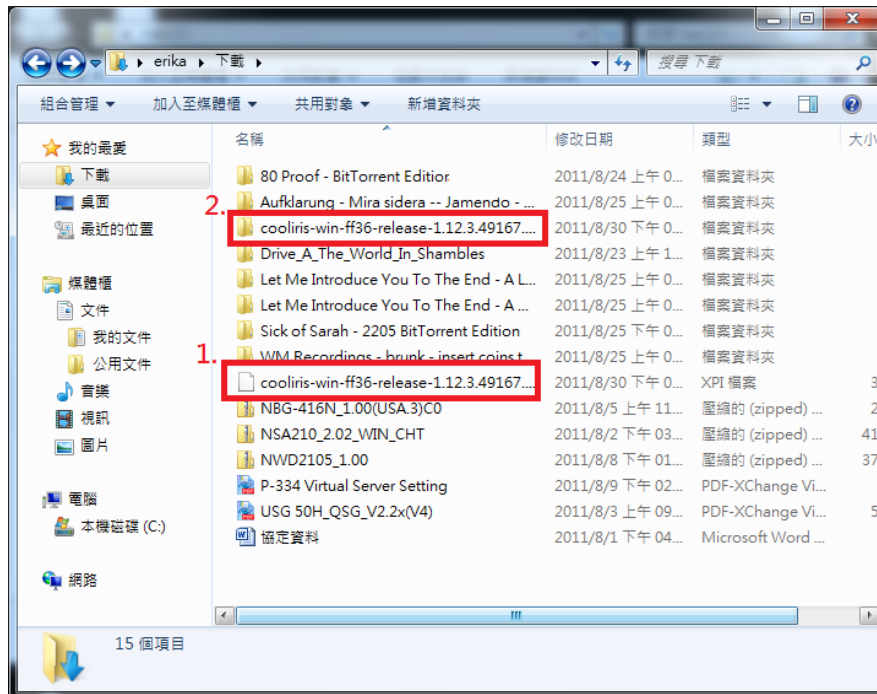 erika ▸ 下載 ▸
搜尋 下載
組合管理 加入至媒體櫃 共用對象 新增資料夾
名稱 修改日期 類型 大小
我的最愛
下載
桌面
最近的位置
媒體櫃
文件
我的文件
公用文件
音樂
視訊
圖片
電腦
本機磁碟 (C:)
網路
80 Proof - BitTorrent Edition 2011/8/24 上午 0... 檔案資料夾
Aufklarung - Mira sidera -- Jamendo - ... 2011/8/25 上午 0... 檔案資料夾
2. cooliris-win-ff36-release-1.12.3.49167.... 2011/8/30 下午 0... 檔案資料夾
Drive_A_The_World_In_Shambles 2011/8/23 上午 1... 檔案資料夾
Let Me Introduce You To The End - A L... 2011/8/25 上午 0... 檔案資料夾
Let Me Introduce You To The End - A ... 2011/8/25 上午 0... 檔案資料夾
Sick of Sarah - 2205 BitTorrent Edition 2011/8/25 下午 0... 檔案資料夾
WM Recordings - brunk - insert coins t... 2011/8/25 上午 0... 檔案資料夾
1. cooliris-win-ff36-release-1.12.3.49167.... 2011/8/30 下午 0... XPI 檔案 3
NBG-416N_1.00(USA.3)C0 2011/8/5 上午 11... 壓縮的 (zipped) ... 2
NSA210_2.02_WIN_CHT 2011/8/2 下午 03... 壓縮的 (zipped) ... 41
NWD2105_1.00 2011/8/8 下午 01... 壓縮的 (zipped) ... 37
P-334 Virtual Server Setting 2011/8/9 下午 02... PDF-XChange Vi...
USG 50H_QSG_V2.2x(V4) 2011/8/3 上午 09... PDF-XChange Vi... 5
協定資料 2011/8/1 下午 04... Microsoft Word ...
15 個項目